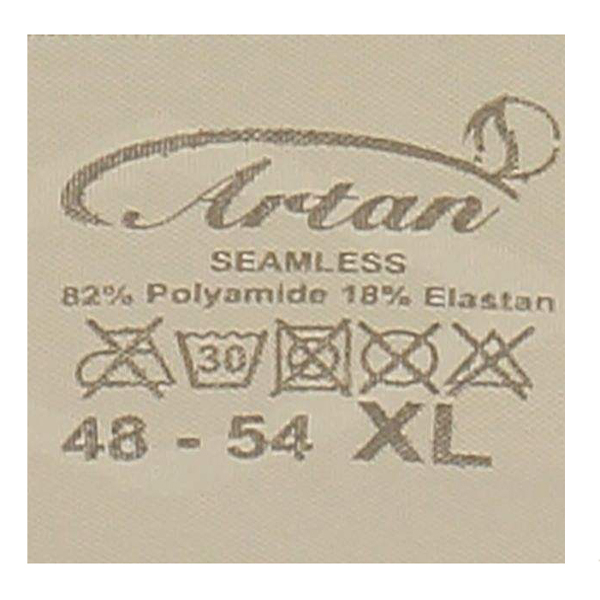 Artan
SEAMLESS
82% Polyamide 18% Elastan
30
48 - 54 XL